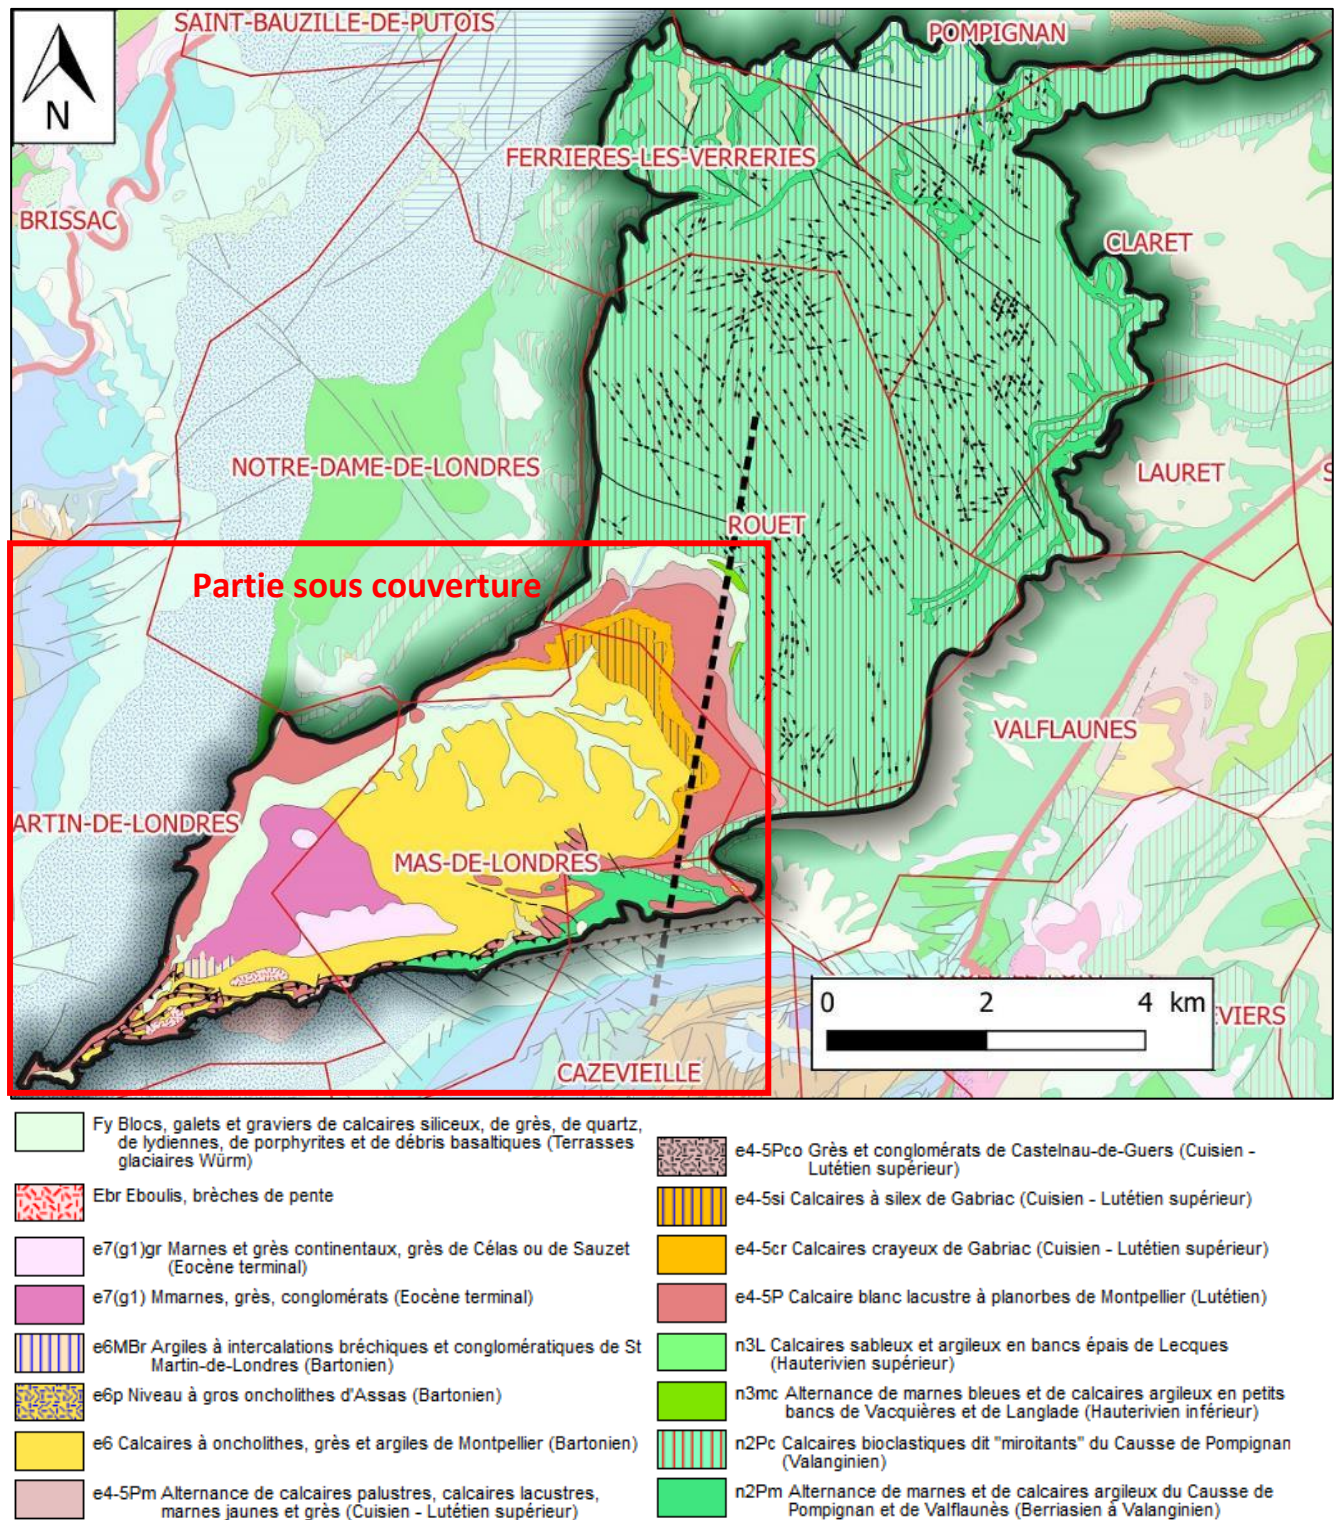 SAINT-BAUZILLE-DE-PUTOIS
POMPIGNAN
N
FERRIERES-LES-VERRERIES
BRISSAC
CLARET
NOTRE-DAME-DE-LONDRES
LAURET
S
ROUET
Partie sous couverture
VALFLAUNES
ARTIN-DE-LONDRES
MAS-DE-LONDRES
0 2 4 km
EVIERS
CAZEVIEILLE
Fy Blocs, galets et graviers de calcaires siliceux, de grès, de quartz,
de lydiennes, de porphyrites et de débris basaltiques (Terrasses
glaciaires Würm)
Ebr Eboulis, brèches de pente
e7(g1)gr Marnes et grès continentaux, grès de Célas ou de Sauzet
(Eocène terminal)
e7(g1) Mmarnes, grès, conglomérats (Eocène terminal)
e6MBr Argiles à intercalations bréchiques et conglomératiques de St
Martin-de-Londres (Bartonien)
e6p Niveau à gros oncholithes d'Assas (Bartonien)
e6 Calcaires à oncholithes, grès et argiles de Montpellier (Bartonien)
e4-5Pm Alternance de calcaires palustres, calcaires lacustres,
marnes jaunes et grès (Cuisien - Lutétien supérieur)
e4-5Pco Grès et conglomérats de Castelnau-de-Guers (Cuisien -
Lutétien supérieur)
e4-5si Calcaires à silex de Gabriac (Cuisien - Lutétien supérieur)
e4-5cr Calcaires crayeux de Gabriac (Cuisien - Lutétien supérieur)
e4-5P Calcaire blanc lacustre à planorbes de Montpellier (Lutétien)
n3L Calcaires sableux et argileux en bancs épais de Lecques
(Hauterivien supérieur)
n3mc Alternance de marnes bleues et de calcaires argileux en petits
bancs de Vacquières et de Langlade (Hauterivien inférieur)
n2Pc Calcaires bioclastiques dit "miroitants" du Causse de Pompignan
(Valanginien)
n2Pm Alternance de marnes et de calcaires argileux du Causse de
Pompignan et de Valflaunès (Berriasien à Valanginien)